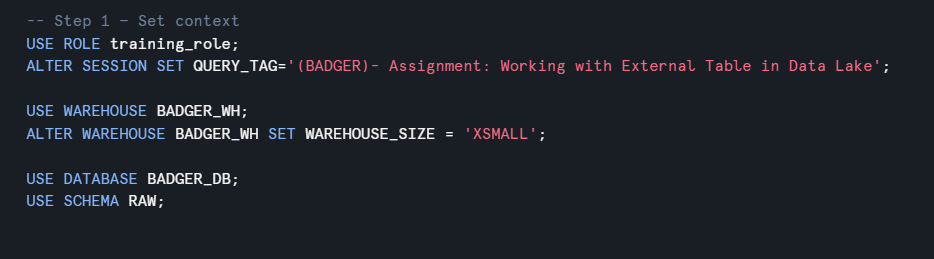 -- Step 1 – Set context
USE ROLE training_role;
ALTER SESSION SET QUERY_TAG='(BADGER)- Assignment: Working with External Table in Data Lake';
USE WAREHOUSE BADGER_WH;
ALTER WAREHOUSE BADGER_WH SET WAREHOUSE_SIZE = 'XSMALL';
USE DATABASE BADGER_DB;
USE SCHEMA RAW;